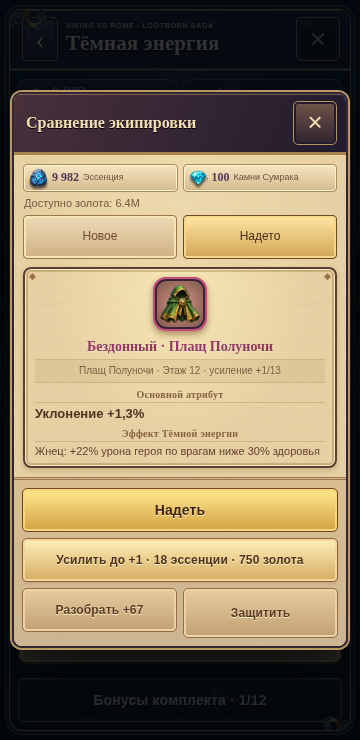 VIKING VS ROME · LOOTBORN SAGA
Тёмная энергия
Сравнение экипировки
9 982 Эссенция
100 Камни Сумрака
Доступно золота: 6.4M
Новое
Надето
Бездонный · Плащ Полуночи
Плащ Полуночи · Этаж 12 · усиление +1/13
Основной атрибут
Уклонение +1,3%
Эффект Тёмной энергии
Жнец: +22% урона героя по врагам ниже 30% здоровья
Надеть
Усилить до +1 · 18 эссенции · 750 золота
Разобрать +67
Защитить
Бонусы комплекта · 1/12